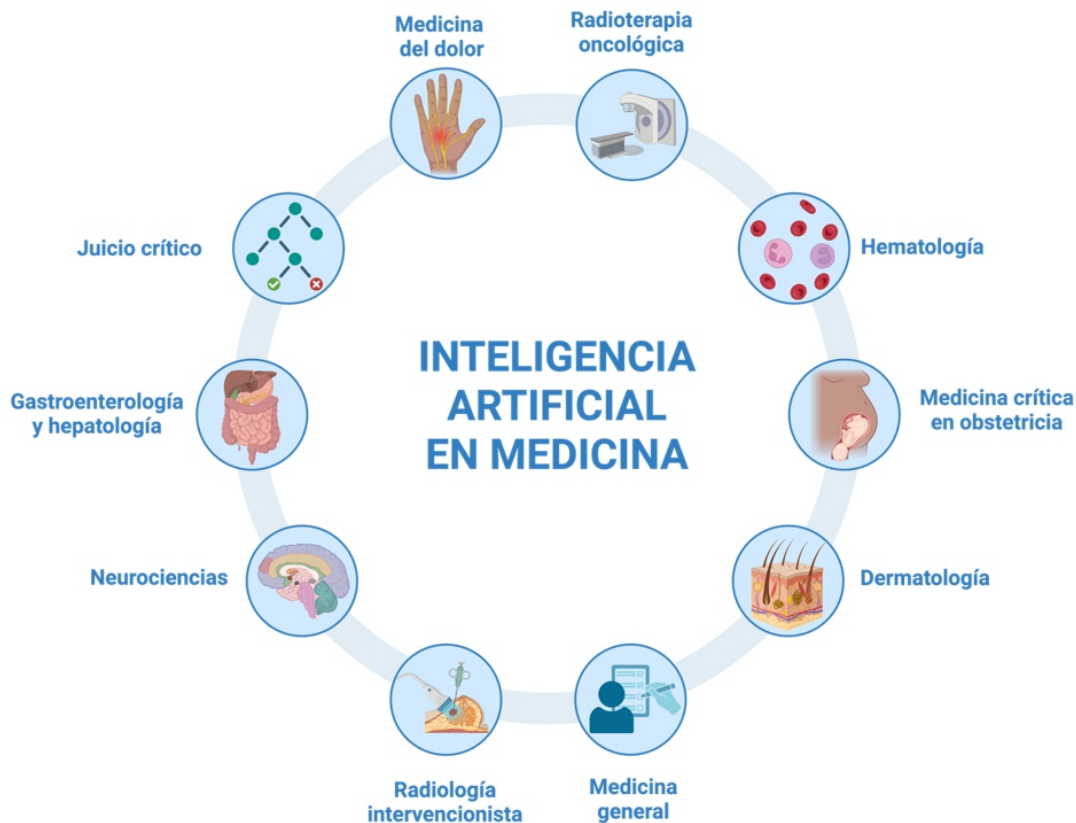 Medicina
del dolor
Radioterapia
oncológica
Juicio crítico
Hematología
INTELIGENCIA
ARTIFICIAL
EN MEDICINA
Gastroenterología
y hepatología
Medicina crítica
en obstetricia
Neurociencias
Dermatología
Radiología
intervencionista
Medicina
general